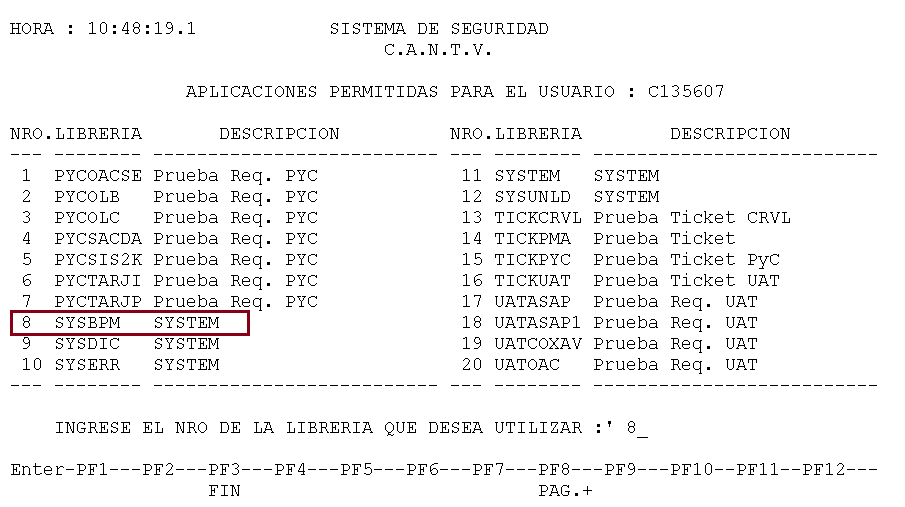 HORA : 10:48:19.1            SISTEMA DE SEGURIDAD
C.A.N.T.V.
APLICACIONES PERMITIDAS PARA EL USUARIO : C135607
NRO.LIBRERIA       DESCRIPCION          NRO.LIBRERIA        DESCRIPCION
--- -------- -------------------------- --- -------- --------------------------
1 PYCOACSE Prueba Req. PYC             11 SYSTEM   SYSTEM
2 PYCOLB   Prueba Req. PYC             12 SYSUNLD  SYSTEM
3 PYCOLC   Prueba Req. PYC             13 TICKCRVL Prueba Ticket CRVL
4 PYCSACDA Prueba Req. PYC             14 TICKPMA  Prueba Ticket
5 PYCSIS2K Prueba Req. PYC             15 TICKPYC  Prueba Ticket PyC
6 PYCTARJI Prueba Req. PYC             16 TICKUAT  Prueba Ticket UAT
7 PYCTARJP Prueba Req. PYC             17 UATASAP  Prueba Req. UAT
8 SYSBPM   SYSTEM                      18 UATASAP1 Prueba Req. UAT
9 SYSDIC   SYSTEM                      19 UATCOXAV Prueba Req. UAT
10 SYSERR   SYSTEM                      20 UATOAC   Prueba Req. UAT
--- -------- -------------------------- --- -------- --------------------------
INGRESE EL NRO DE LA LIBRERIA QUE DESEA UTILIZAR :' 8_
Enter-PF1---PF2---PF3---PF4---PF5---PF6---PF7---PF8---PF9---PF10--PF11--PF12---
FIN                           PAG.+